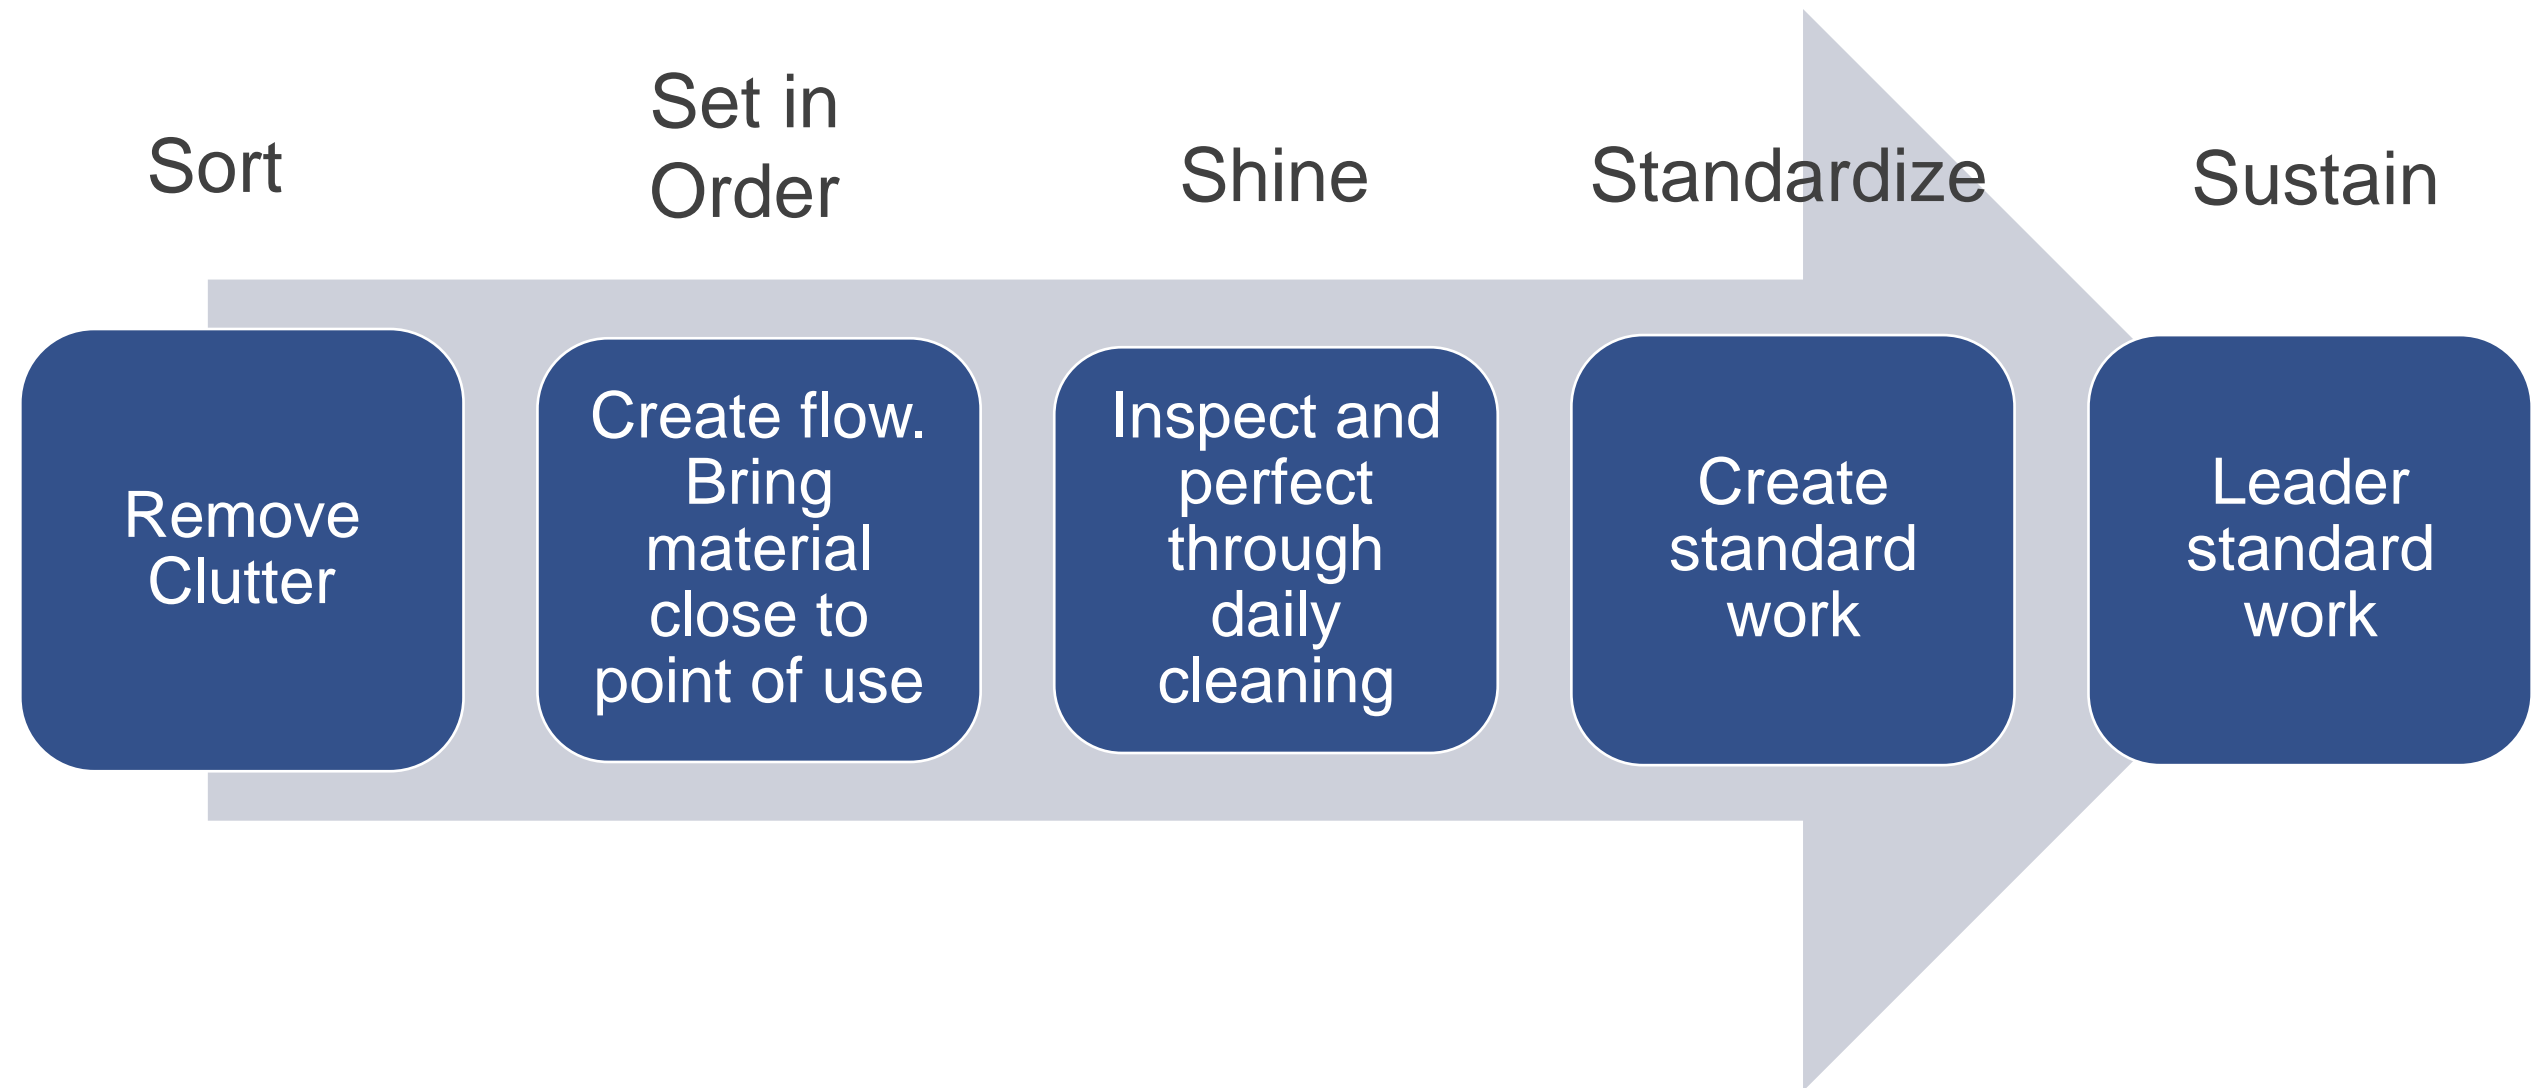 Sort
Set in
Order
Shine
Standardize
Sustain
Remove
Clutter
Create flow.
Bring
material
close to
point of use
Inspect and
perfect
through
daily
cleaning
Create
standard
work
Leader
standard
work